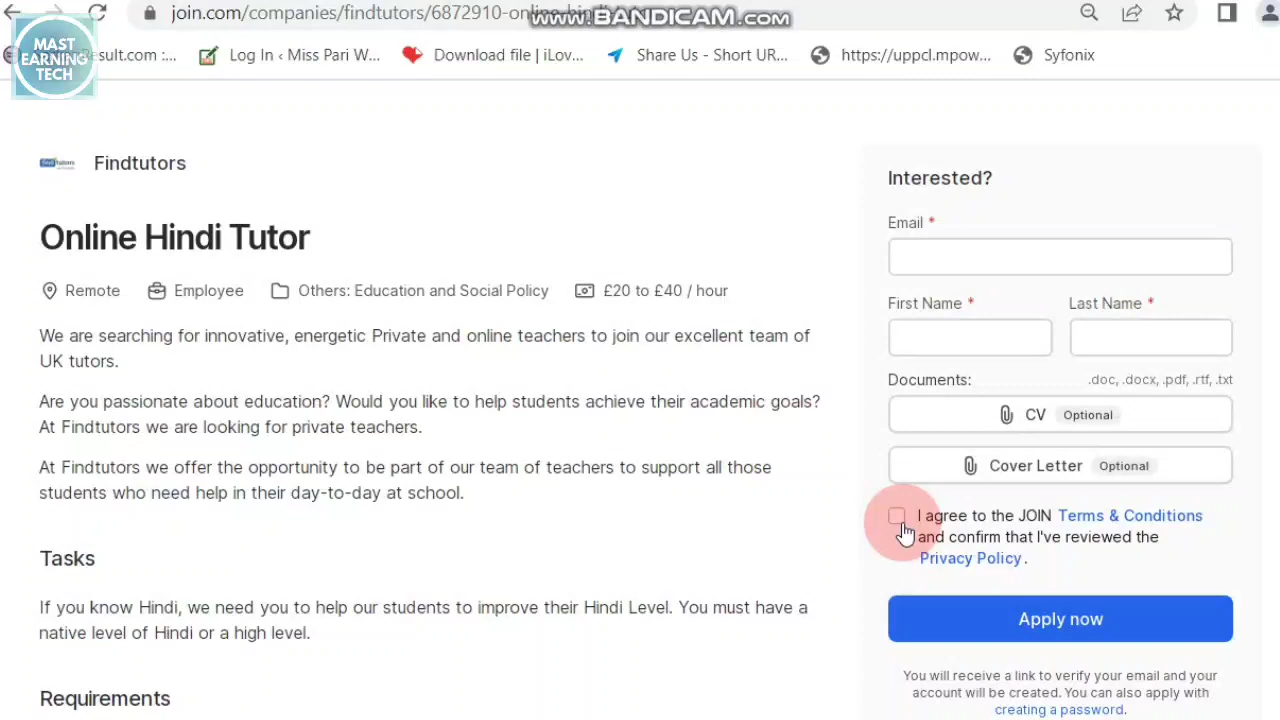 join.com/companies/findtutors/6872910-online-hindi-tutor
www.BANDICAM.com
MAST
EARNING
TECH
Result.com :...
Log In ‹ Miss Pari W...
Download file | iLov...
Share Us - Short UR...
https://uppcl.mpow...
Syfonix
Findtutors
Online Hindi Tutor
Remote
Employee
Others: Education and Social Policy
£20 to £40 / hour
We are searching for innovative, energetic Private and online teachers to join our excellent team of
UK tutors.
Are you passionate about education? Would you like to help students achieve their academic goals?
At Findtutors we are looking for private teachers.
At Findtutors we offer the opportunity to be part of our team of teachers to support all those
students who need help in their day-to-day at school.
Tasks
If you know Hindi, we need you to help our students to improve their Hindi Level. You must have a
native level of Hindi or a high level.
Requirements
Interested?
Email *
First Name *
Last Name *
Documents:
.doc, .docx, .pdf, .rtf, .txt
CV Optional
Cover Letter Optional
I agree to the JOIN Terms & Conditions
and confirm that I've reviewed the
Privacy Policy.
Apply now
You will receive a link to verify your email and your
account will be created. You can also apply with
creating a password.